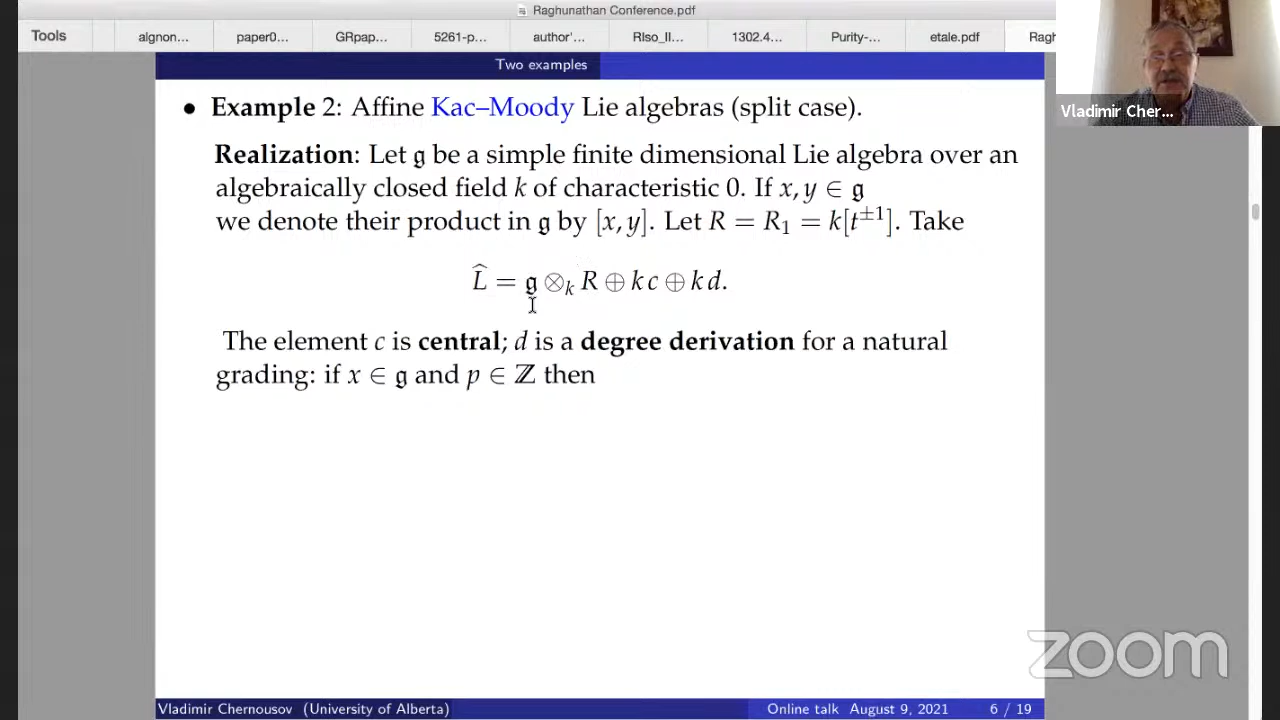 Raghunathan Conference.pdf
Tools
algnon...
paper0...
GRpap...
5261-p...
author'...
RIso_II...
1302.4...
Purity-...
etale.pdf
Ragh
Vladimir Cher...
Two examples
• Example 2: Affine Kac–Moody Lie algebras (split case).
Realization: Let 𝔤 be a simple finite dimensional Lie algebra over an
algebraically closed field k of characteristic 0. If x, y ∈ 𝔤
we denote their product in 𝔤 by [x, y]. Let R = R₁ = k[t^{±1}]. Take
L̂ = 𝔤 ⊗ₖ R ⊕ k c ⊕ k d.
The element c is central; d is a degree derivation for a natural
grading: if x ∈ 𝔤 and p ∈ ℤ then
zoom
Vladimir Chernousov (University of Alberta)
Online talk August 9, 2021
6 / 19